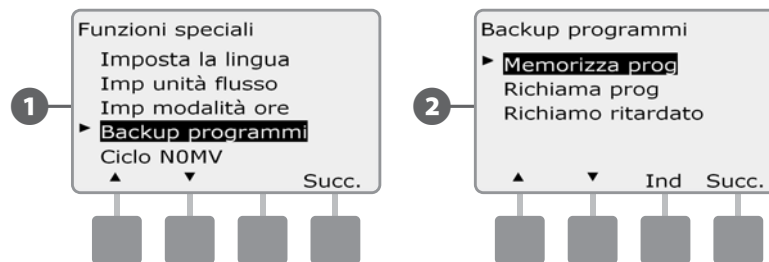 Funzioni speciali
Imposta la lingua
Imp unità flusso
Imp modalità ore
Backup programmi
Ciclo N0MV
Succ.
1
Backup programmi
Memorizza prog
Richiama prog
Richiamo ritardato
Ind Succ.
2